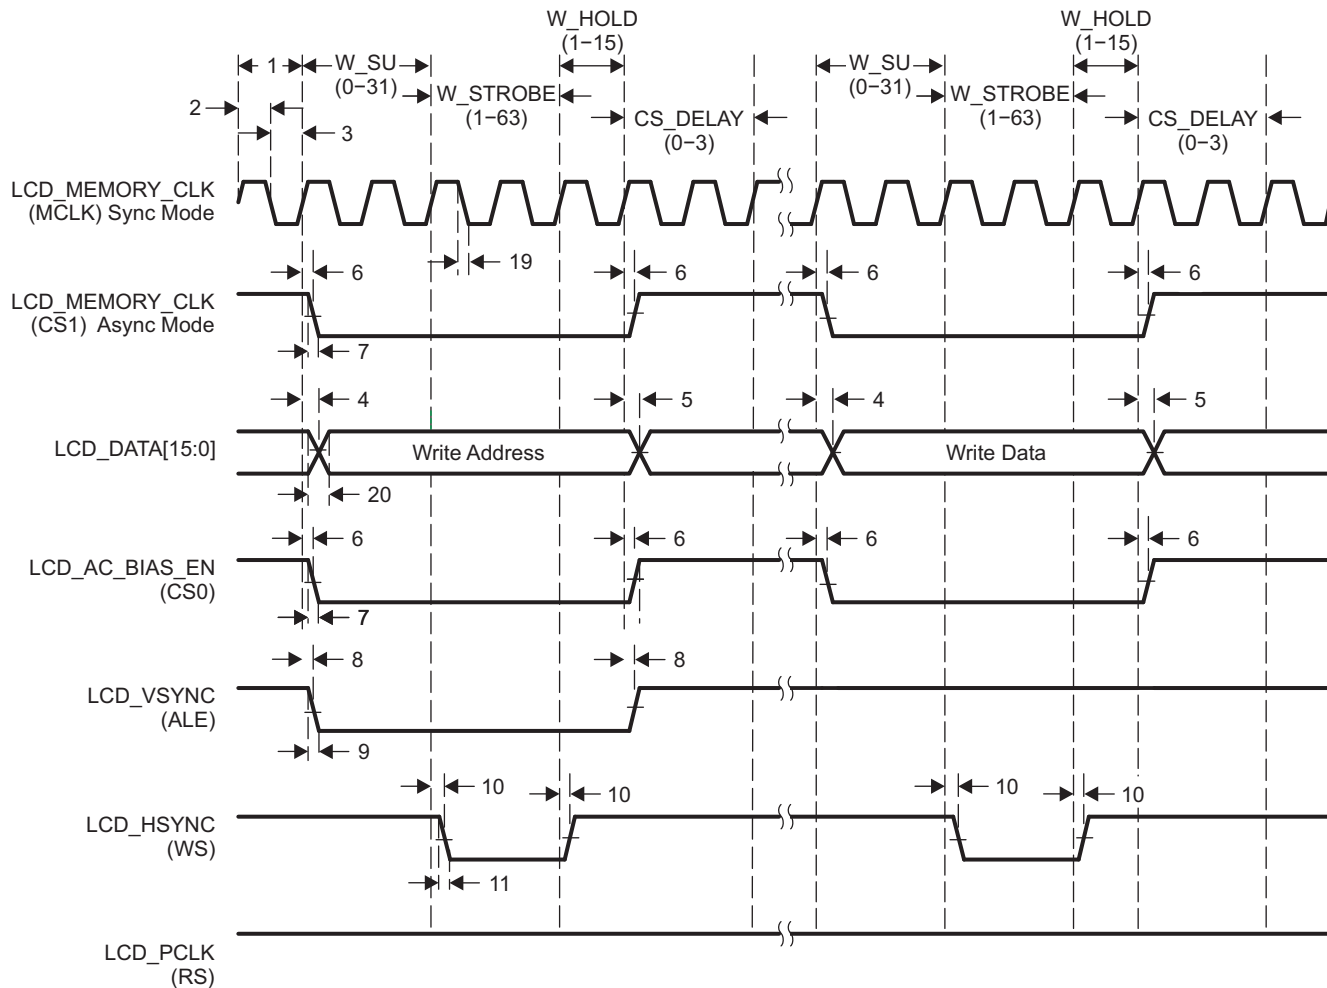 W_HOLD
(1−15)
W_HOLD
(1−15)
1
W_SU
(0−31)
W_SU
(0−31)
2
W_STROBE
(1−63)
W_STROBE
(1−63)
3
CS_DELAY
(0−3)
CS_DELAY
(0−3)
LCD_MEMORY_CLK
(MCLK) Sync Mode
19
6
6
6
6
LCD_MEMORY_CLK
(CS1) Async Mode
7
4
5
4
5
LCD_DATA[15:0]
Write Address
Write Data
20
6
6
6
6
LCD_AC_BIAS_EN
(CS0)
7
8
8
LCD_VSYNC
(ALE)
9
10
10
10
10
LCD_HSYNC
(WS)
11
LCD_PCLK
(RS)